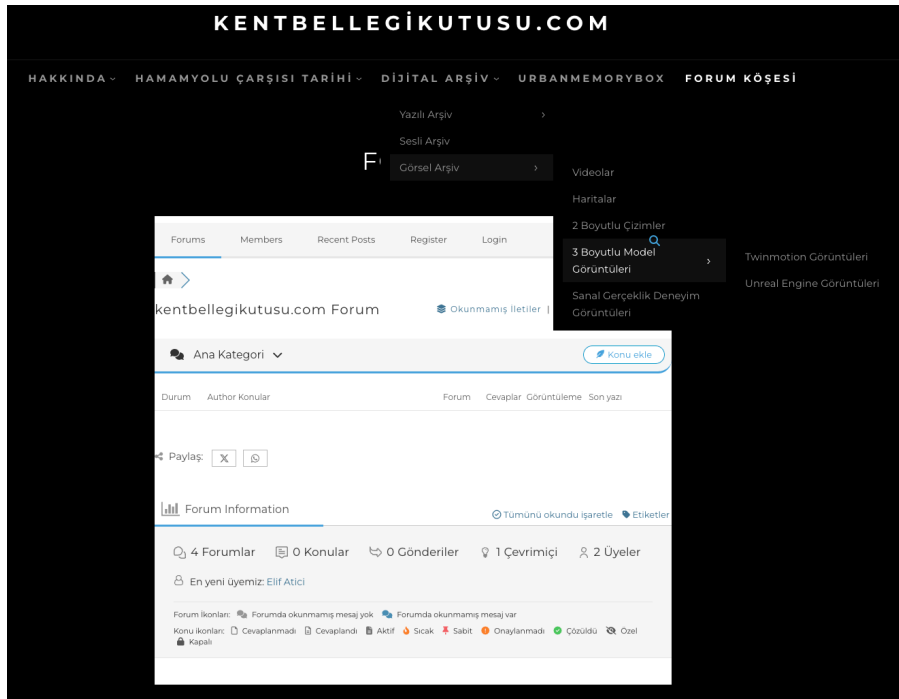 KENTBELLEGİKUTUSU.COM
HAKKINDA HAMAMYOLU ÇARŞISI TARİHİ DİJİTAL ARŞİV URBANMEMORYBOX FORUM KÖŞESİ
Yazılı Arşiv
Sesli Arşiv
Görsel Arşiv
Videolar
Haritalar
2 Boyutlu Çizimler
3 Boyutlu Model
Görüntüleri
Sanal Gerçeklik Deneyim
Görüntüleri
Twinmotion Görüntüleri
Unreal Engine Görüntüleri
Forums Members Recent Posts Register Login
kentbellegikutusu.com Forum
Okunmamış İletiler |
Ana Kategori
Konu ekle
Durum Author Konular Forum Cevaplar Görüntüleme Son yazı
Paylaş:
Forum Information
Tümünü okundu işaretle Etiketler
4 Forumlar 0 Konular 0 Gönderiler 1 Çevrimiçi 2 Üyeler
En yeni üyemiz: Elif Atici
Forum İkonları: Forumda okunmamış mesaj yok Forumda okunmamış mesaj var
Konu ikonları: Cevaplanmadı Cevaplandı Aktif Sıcak Sabit Onaylanmadı Çözüldü Özel
Kapalı